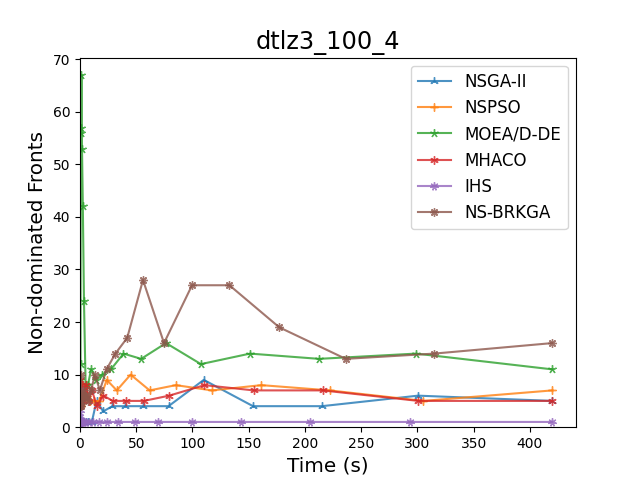 dtlz3_100_4
Non-dominated Fronts
70
60
50
40
30
20
10
0
0 50 100 150 200 250 300 350 400
Time (s)
NSGA-II
NSPSO
MOEA/D-DE
MHACO
IHS
NS-BRKGA